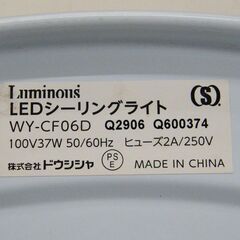 Luminous
LEDシーリングライト
WY-CF06D Q2906 Q600374
100V37W 50/60Hz ヒューズ2A/250V
株式会社ドウシシャ PSE MADE IN CHINA